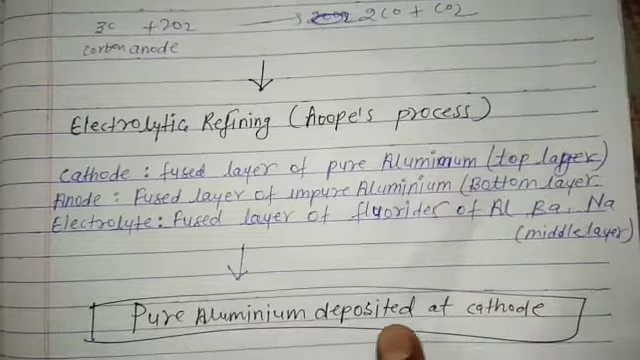 3C + 2O2 2CO + CO2
carbon anode
Electrolytic Refining (Hoope's process)
Cathode : fused layer of pure Aluminium (top layer)
Anode : Fused layer of impure Aluminium (Bottom layer
Electrolyte : Fused layer of fluorides of Al Ba, Na
(middle layer)
Pure Aluminium deposited at cathode